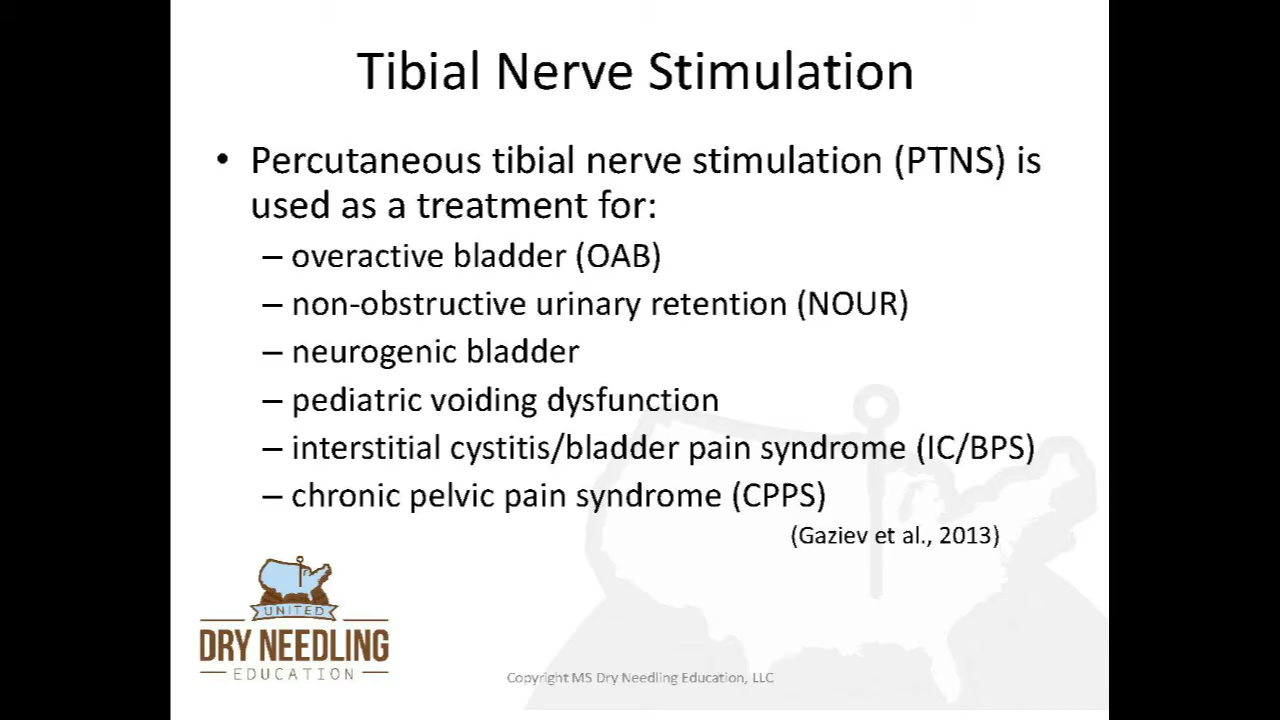 Tibial Nerve Stimulation
• Percutaneous tibial nerve stimulation (PTNS) is
used as a treatment for:
– overactive bladder (OAB)
– non-obstructive urinary retention (NOUR)
– neurogenic bladder
– pediatric voiding dysfunction
– interstitial cystitis/bladder pain syndrome (IC/BPS)
– chronic pelvic pain syndrome (CPPS)
(Gaziev et al., 2013)
UNITED
DRY NEEDLING
EDUCATION
Copyright MS Dry Needling Education, LLC